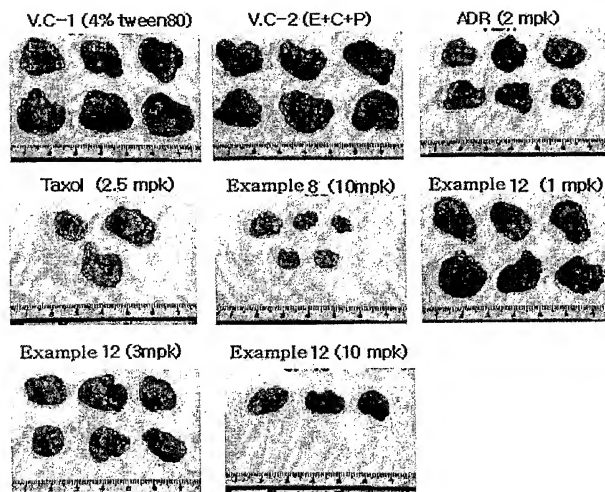 V.C-1 (4% tween80)
V.C-2 (E+C+P)
ADR (2 mpk)
Taxol (2.5 mpk)
Example 8 (10mpk)
Example 12 (1 mpk)
Example 12 (3mpk)
Example 12 (10 mpk)